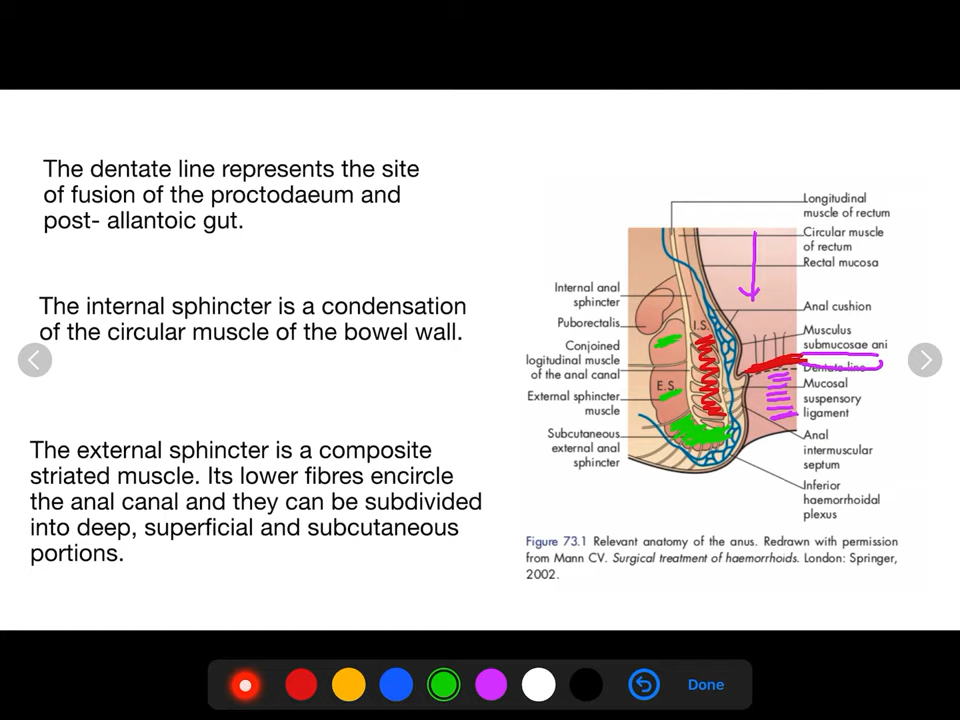 The dentate line represents the site
of fusion of the proctodaeum and
post- allantoic gut.
The internal sphincter is a condensation
of the circular muscle of the bowel wall.
The external sphincter is a composite
striated muscle. Its lower fibres encircle
the anal canal and they can be subdivided
into deep, superficial and subcutaneous
portions.
Longitudinal
muscle of rectum
Circular muscle
of rectum
Rectal mucosa
Anal cushion
Musculus
submucosae ani
Dentate line
Mucosal
suspensory
ligament
Anal
intermuscular
septum
Inferior
haemorrhoidal
plexus
Internal anal
sphincter
Puborectalis
Conjoined
logitudinal muscle
of the anal canal
External sphincter
muscle
Subcutaneous
external anal
sphincter
I.S.
E.S.
Figure 73.1 Relevant anatomy of the anus. Redrawn with permission
from Mann CV. Surgical treatment of haemorrhoids. London: Springer,
2002.
Done